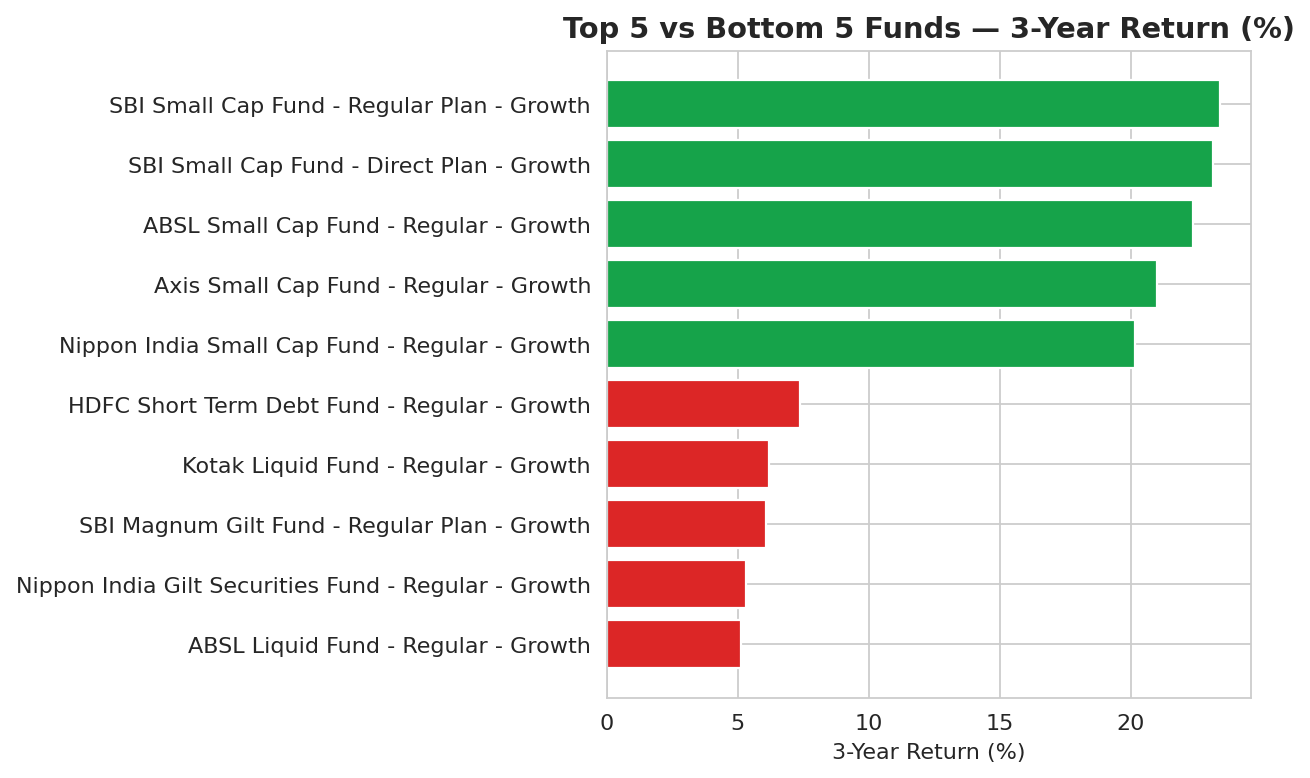 Top 5 vs Bottom 5 Funds — 3-Year Return (%)
SBI Small Cap Fund - Regular Plan - Growth
SBI Small Cap Fund - Direct Plan - Growth
ABSL Small Cap Fund - Regular - Growth
Axis Small Cap Fund - Regular - Growth
Nippon India Small Cap Fund - Regular - Growth
HDFC Short Term Debt Fund - Regular - Growth
Kotak Liquid Fund - Regular - Growth
SBI Magnum Gilt Fund - Regular Plan - Growth
Nippon India Gilt Securities Fund - Regular - Growth
ABSL Liquid Fund - Regular - Growth
0 5 10 15 20
3-Year Return (%)